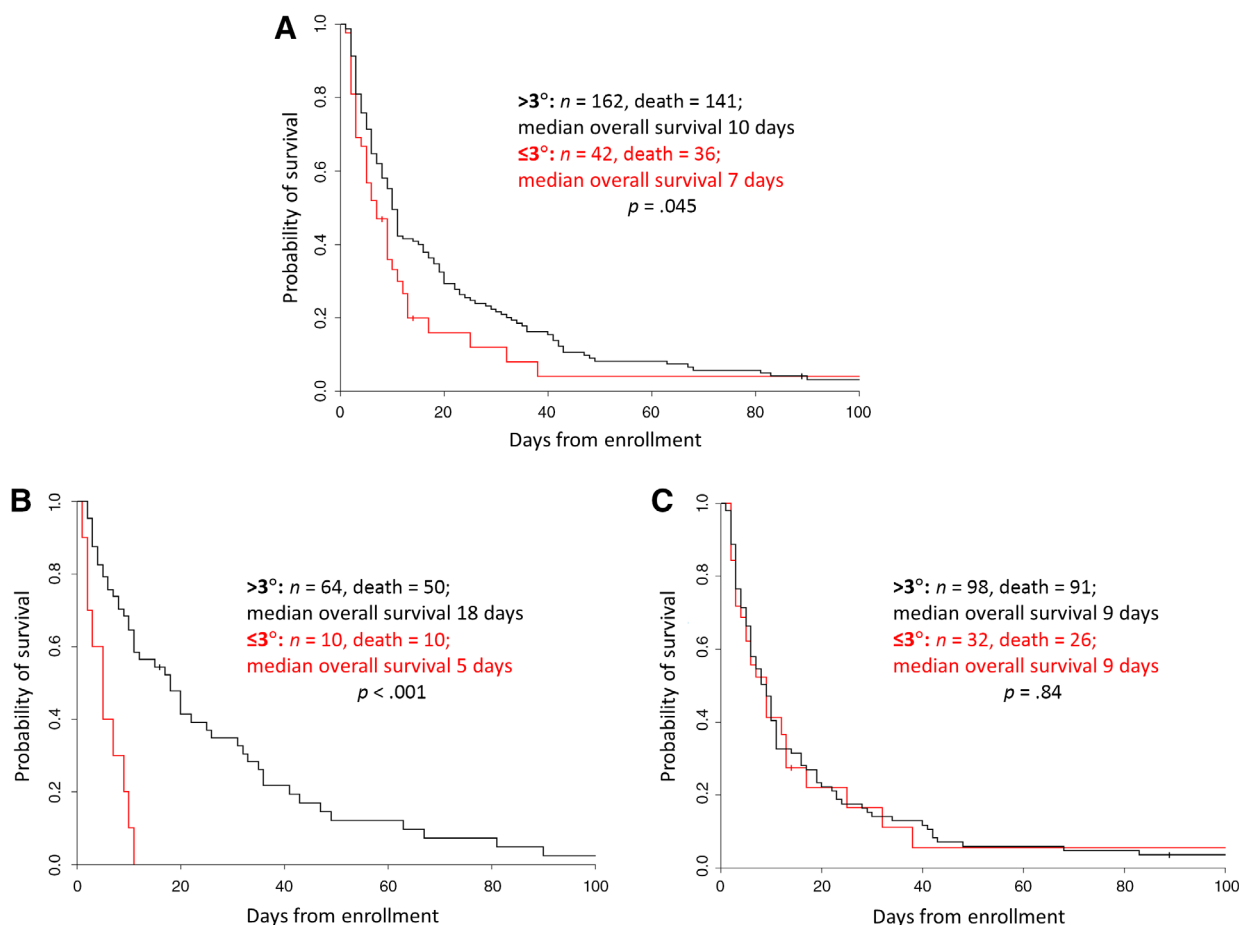 A
1.0
0.8
0.6
0.4
0.2
0.0
Probability of survival
>3°: n = 162, death = 141;
median overall survival 10 days
≤3°: n = 42, death = 36;
median overall survival 7 days
p = .045
0 20 40 60 80 100
Days from enrollment
B
1.0
0.8
0.6
0.4
0.2
0.0
Probability of survival
>3°: n = 64, death = 50;
median overall survival 18 days
≤3°: n = 10, death = 10;
median overall survival 5 days
p < .001
0 20 40 60 80 100
Days from enrollment
C
1.0
0.8
0.6
0.4
0.2
0.0
Probability of survival
>3°: n = 98, death = 91;
median overall survival 9 days
≤3°: n = 32, death = 26;
median overall survival 9 days
p = .84
0 20 40 60 80 100
Days from enrollment